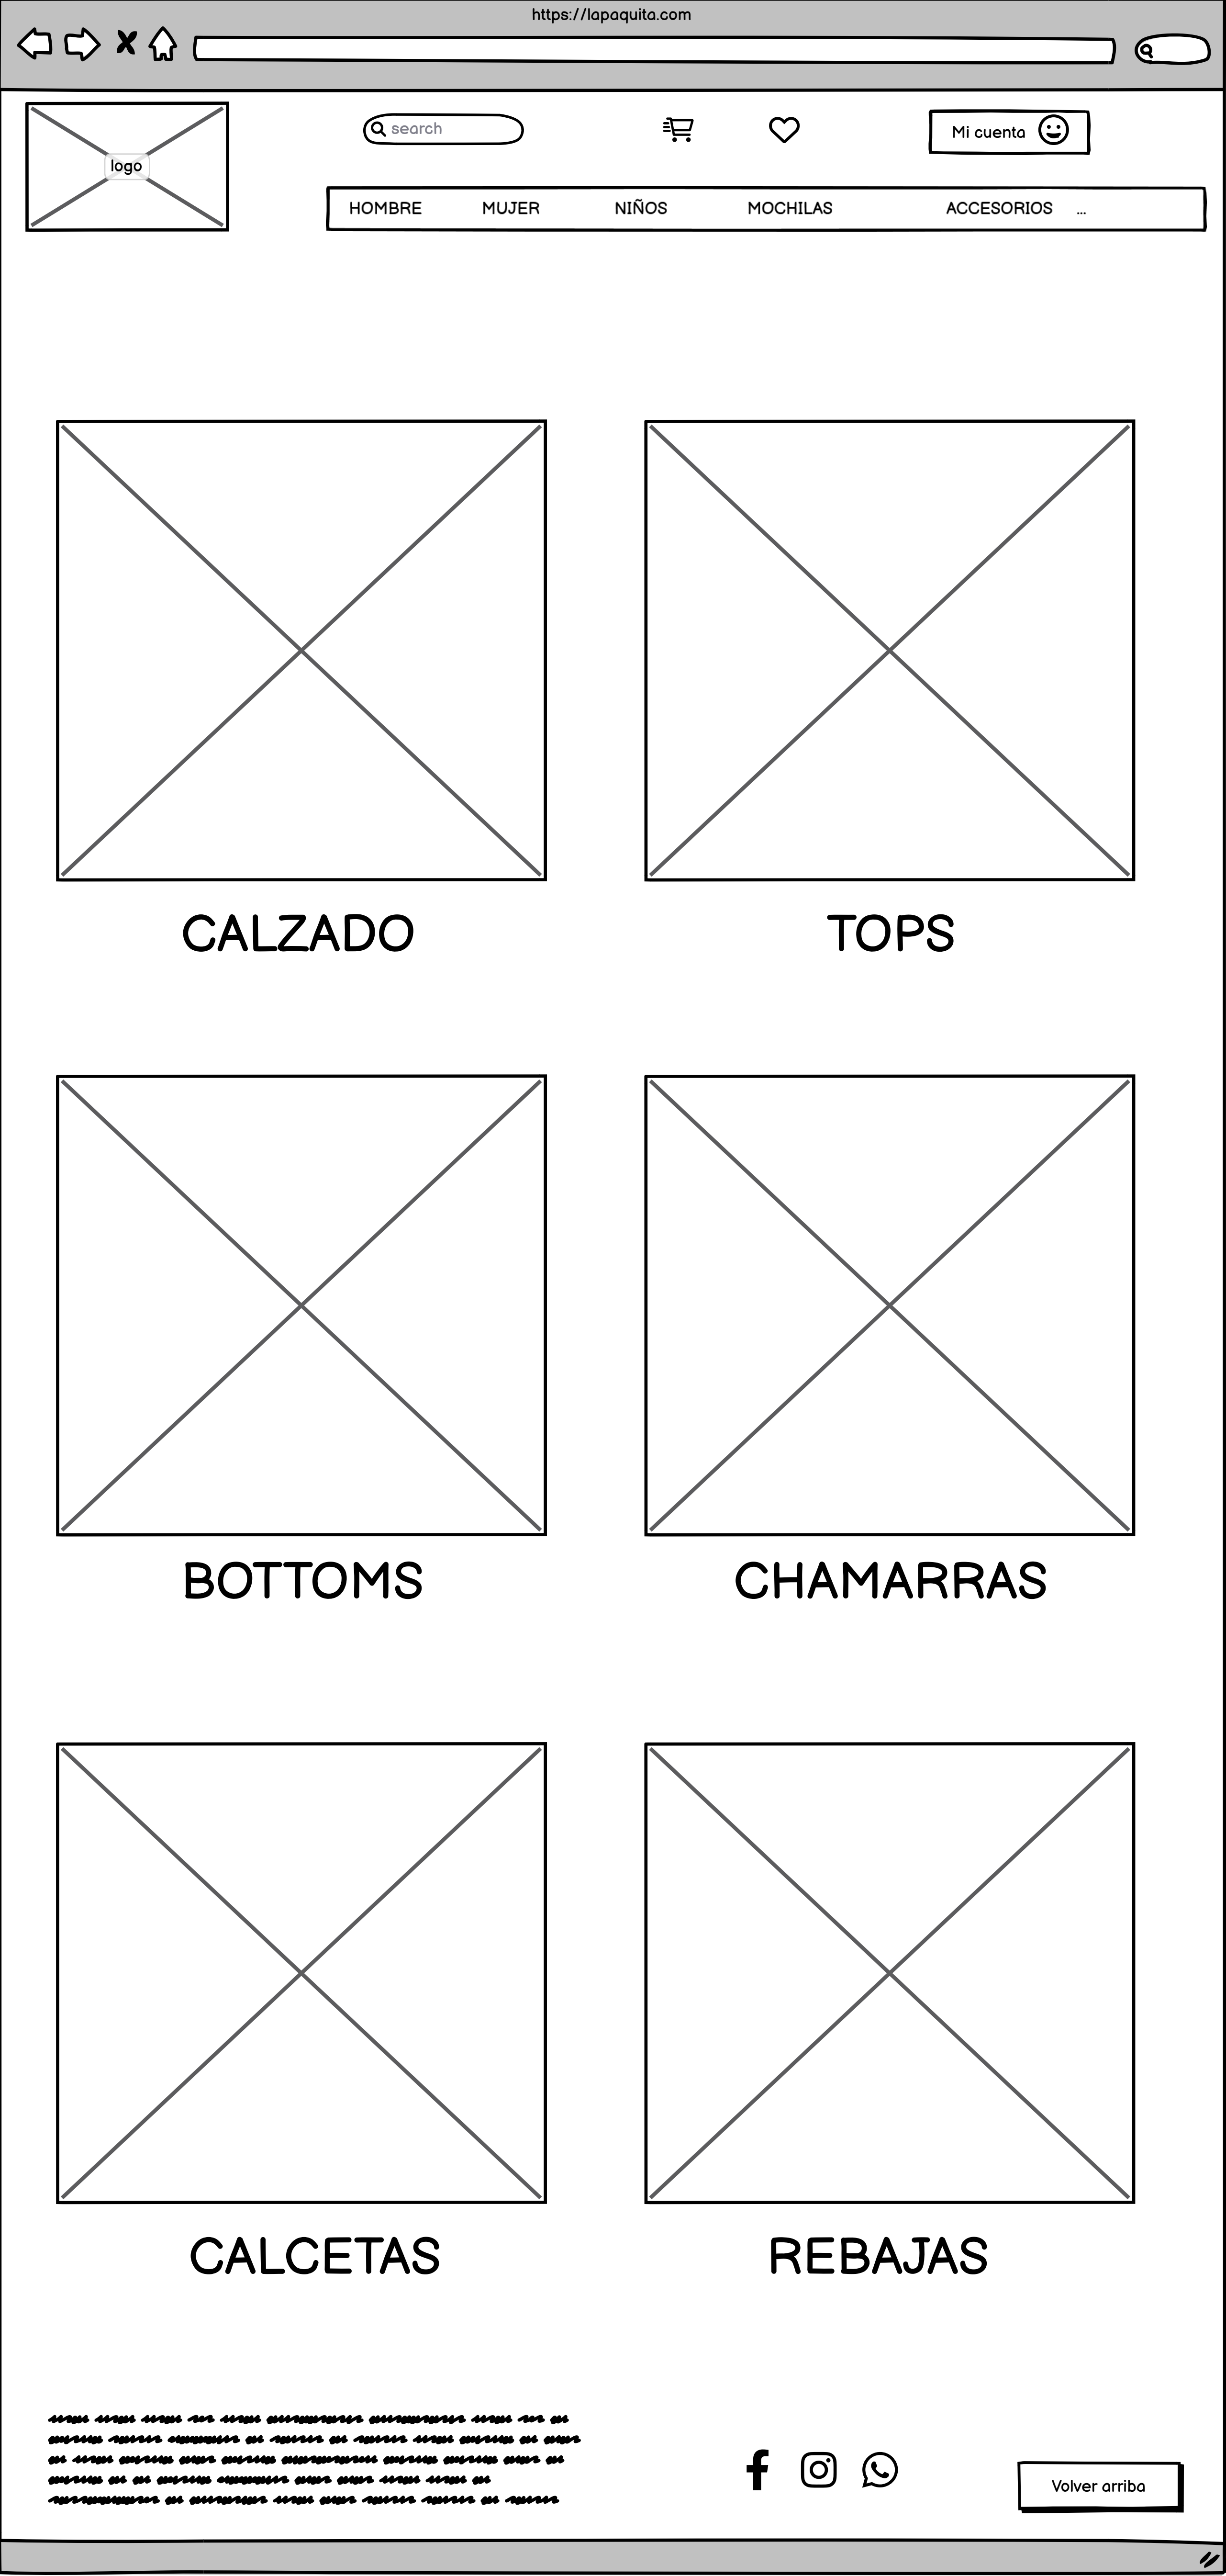 https://lapaquita.com
logo
search
Mi cuenta
HOMBRE MUJER NIÑOS MOCHILAS ACCESORIOS ...
CALZADO TOPS
BOTTOMS CHAMARRAS
CALCETAS REBAJAS
Volver arriba